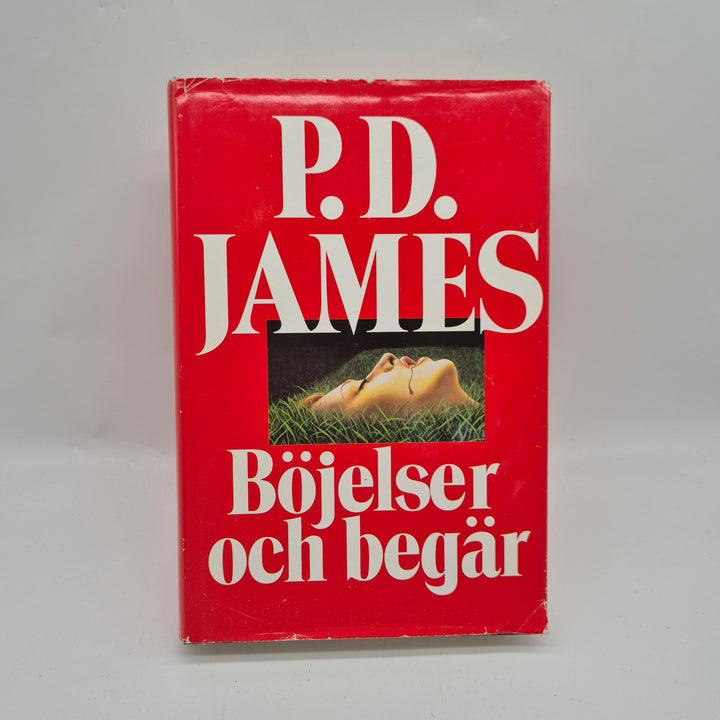 P. D.
JAMES
Böjelser
och begär